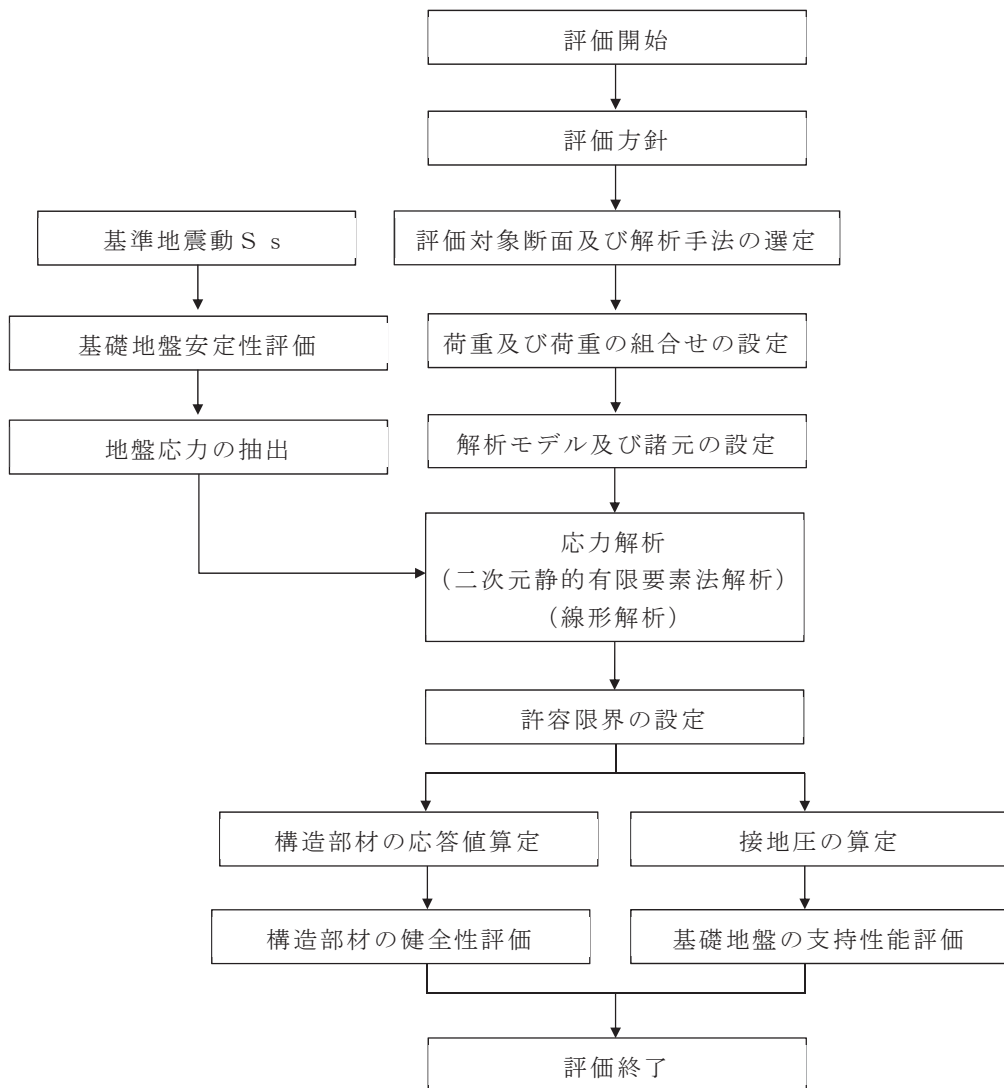 評価開始
評価方針
基準地震動Ｓｓ
評価対象断面及び解析手法の選定
基礎地盤安定性評価
荷重及び荷重の組合せの設定
地盤応力の抽出
解析モデル及び諸元の設定
応力解析
（二次元静的有限要素法解析）
（線形解析）
許容限界の設定
構造部材の応答値算定
接地圧の算定
構造部材の健全性評価
基礎地盤の支持性能評価
評価終了